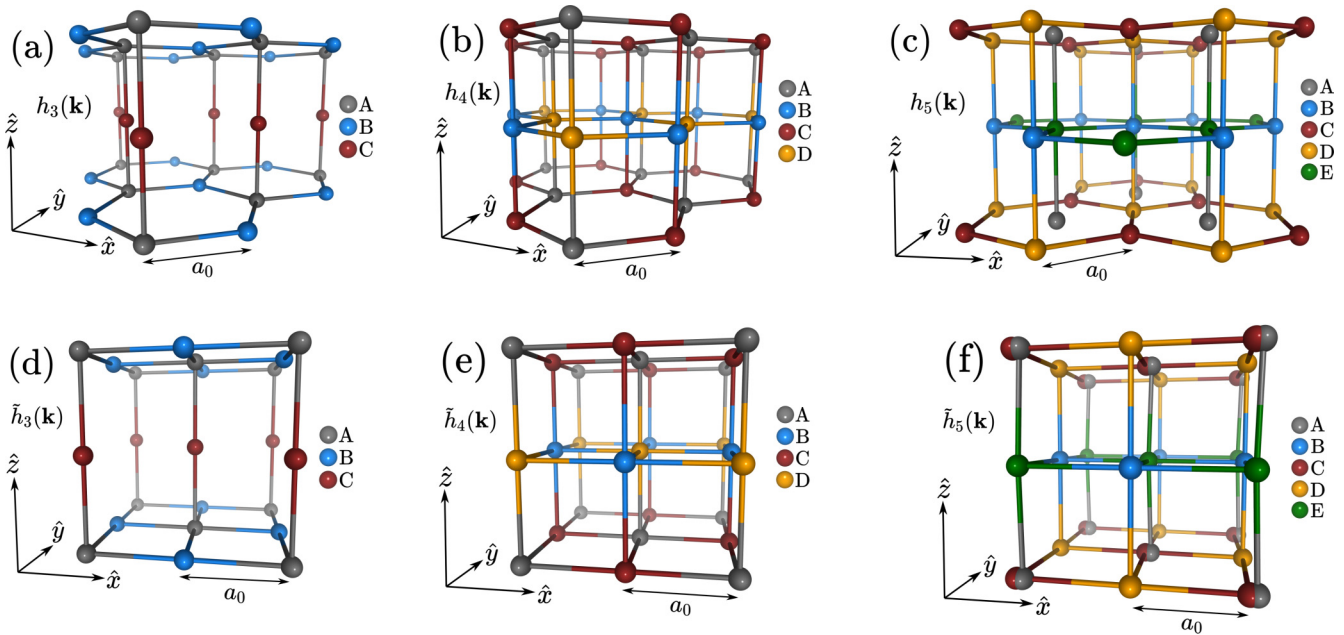 (a)
h₃(𝐤)
A
B
C
ẑ
ŷ
x̂
a₀
(b)
h₄(𝐤)
A
B
C
D
ẑ
ŷ
x̂
a₀
(c)
h₅(𝐤)
A
B
C
D
E
ẑ
ŷ
x̂
a₀
(d)
h̃₃(𝐤)
A
B
C
ẑ
ŷ
x̂
a₀
(e)
h̃₄(𝐤)
A
B
C
D
ẑ
ŷ
x̂
a₀
(f)
h̃₅(𝐤)
A
B
C
D
E
ẑ
ŷ
x̂
a₀